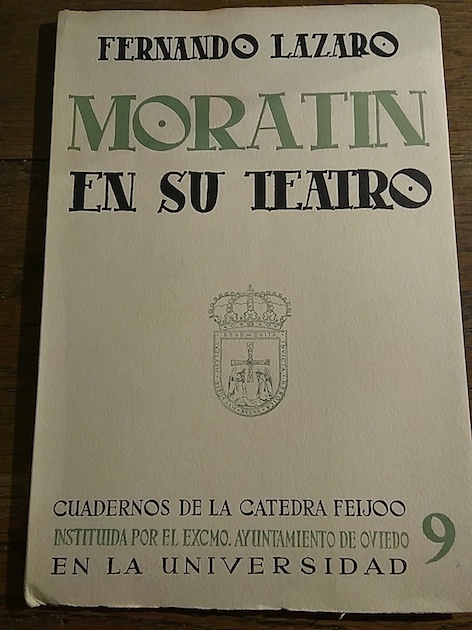 FERNANDO LAZARO
MORATIN
EN SU TEATRO
BENEMERITA
CUADERNOS DE LA CATEDRA FEIJOO
INSTITUIDA POR EL EXCMO. AYUNTAMIENTO DE OVIEDO
EN LA UNIVERSIDAD
9